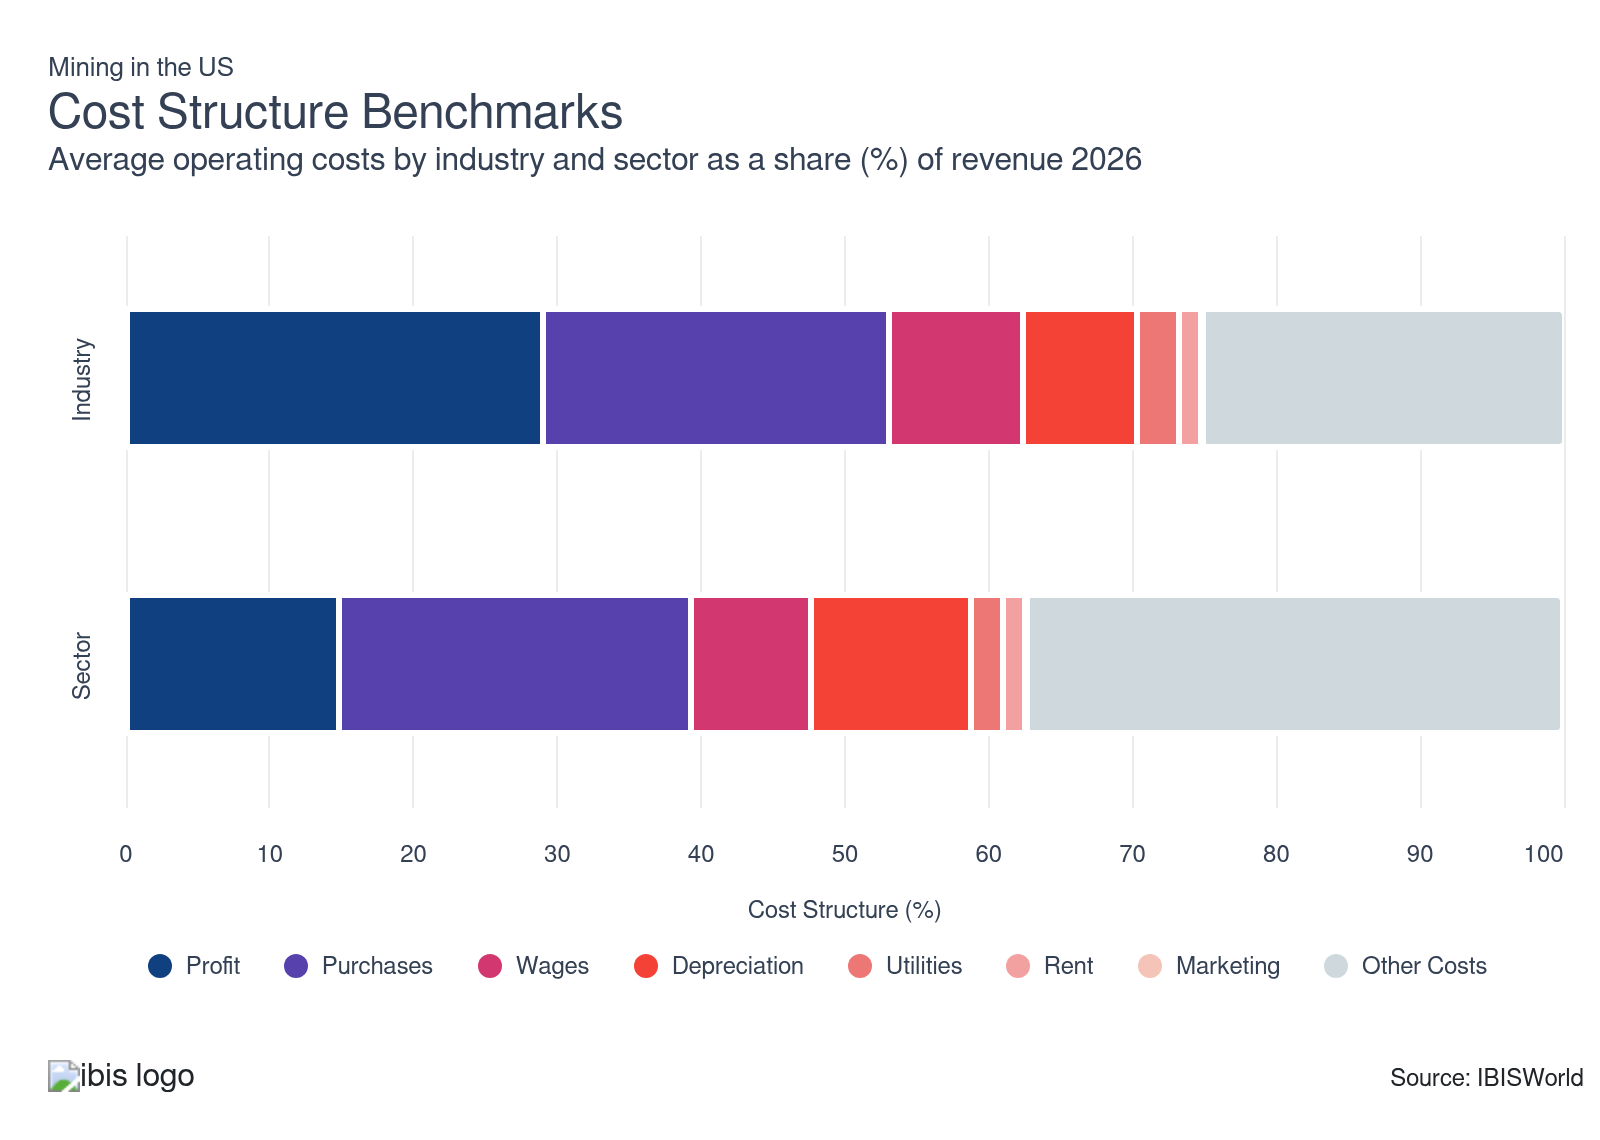 Mining in the US
Cost Structure Benchmarks
Average operating costs by industry and sector as a share (%) of revenue 2026
Industry
Sector
0 10 20 30 40 50 60 70 80 90 100
Cost Structure (%)
Profit Purchases Wages Depreciation Utilities Rent Marketing Other Costs
ibis logo
Source: IBISWorld